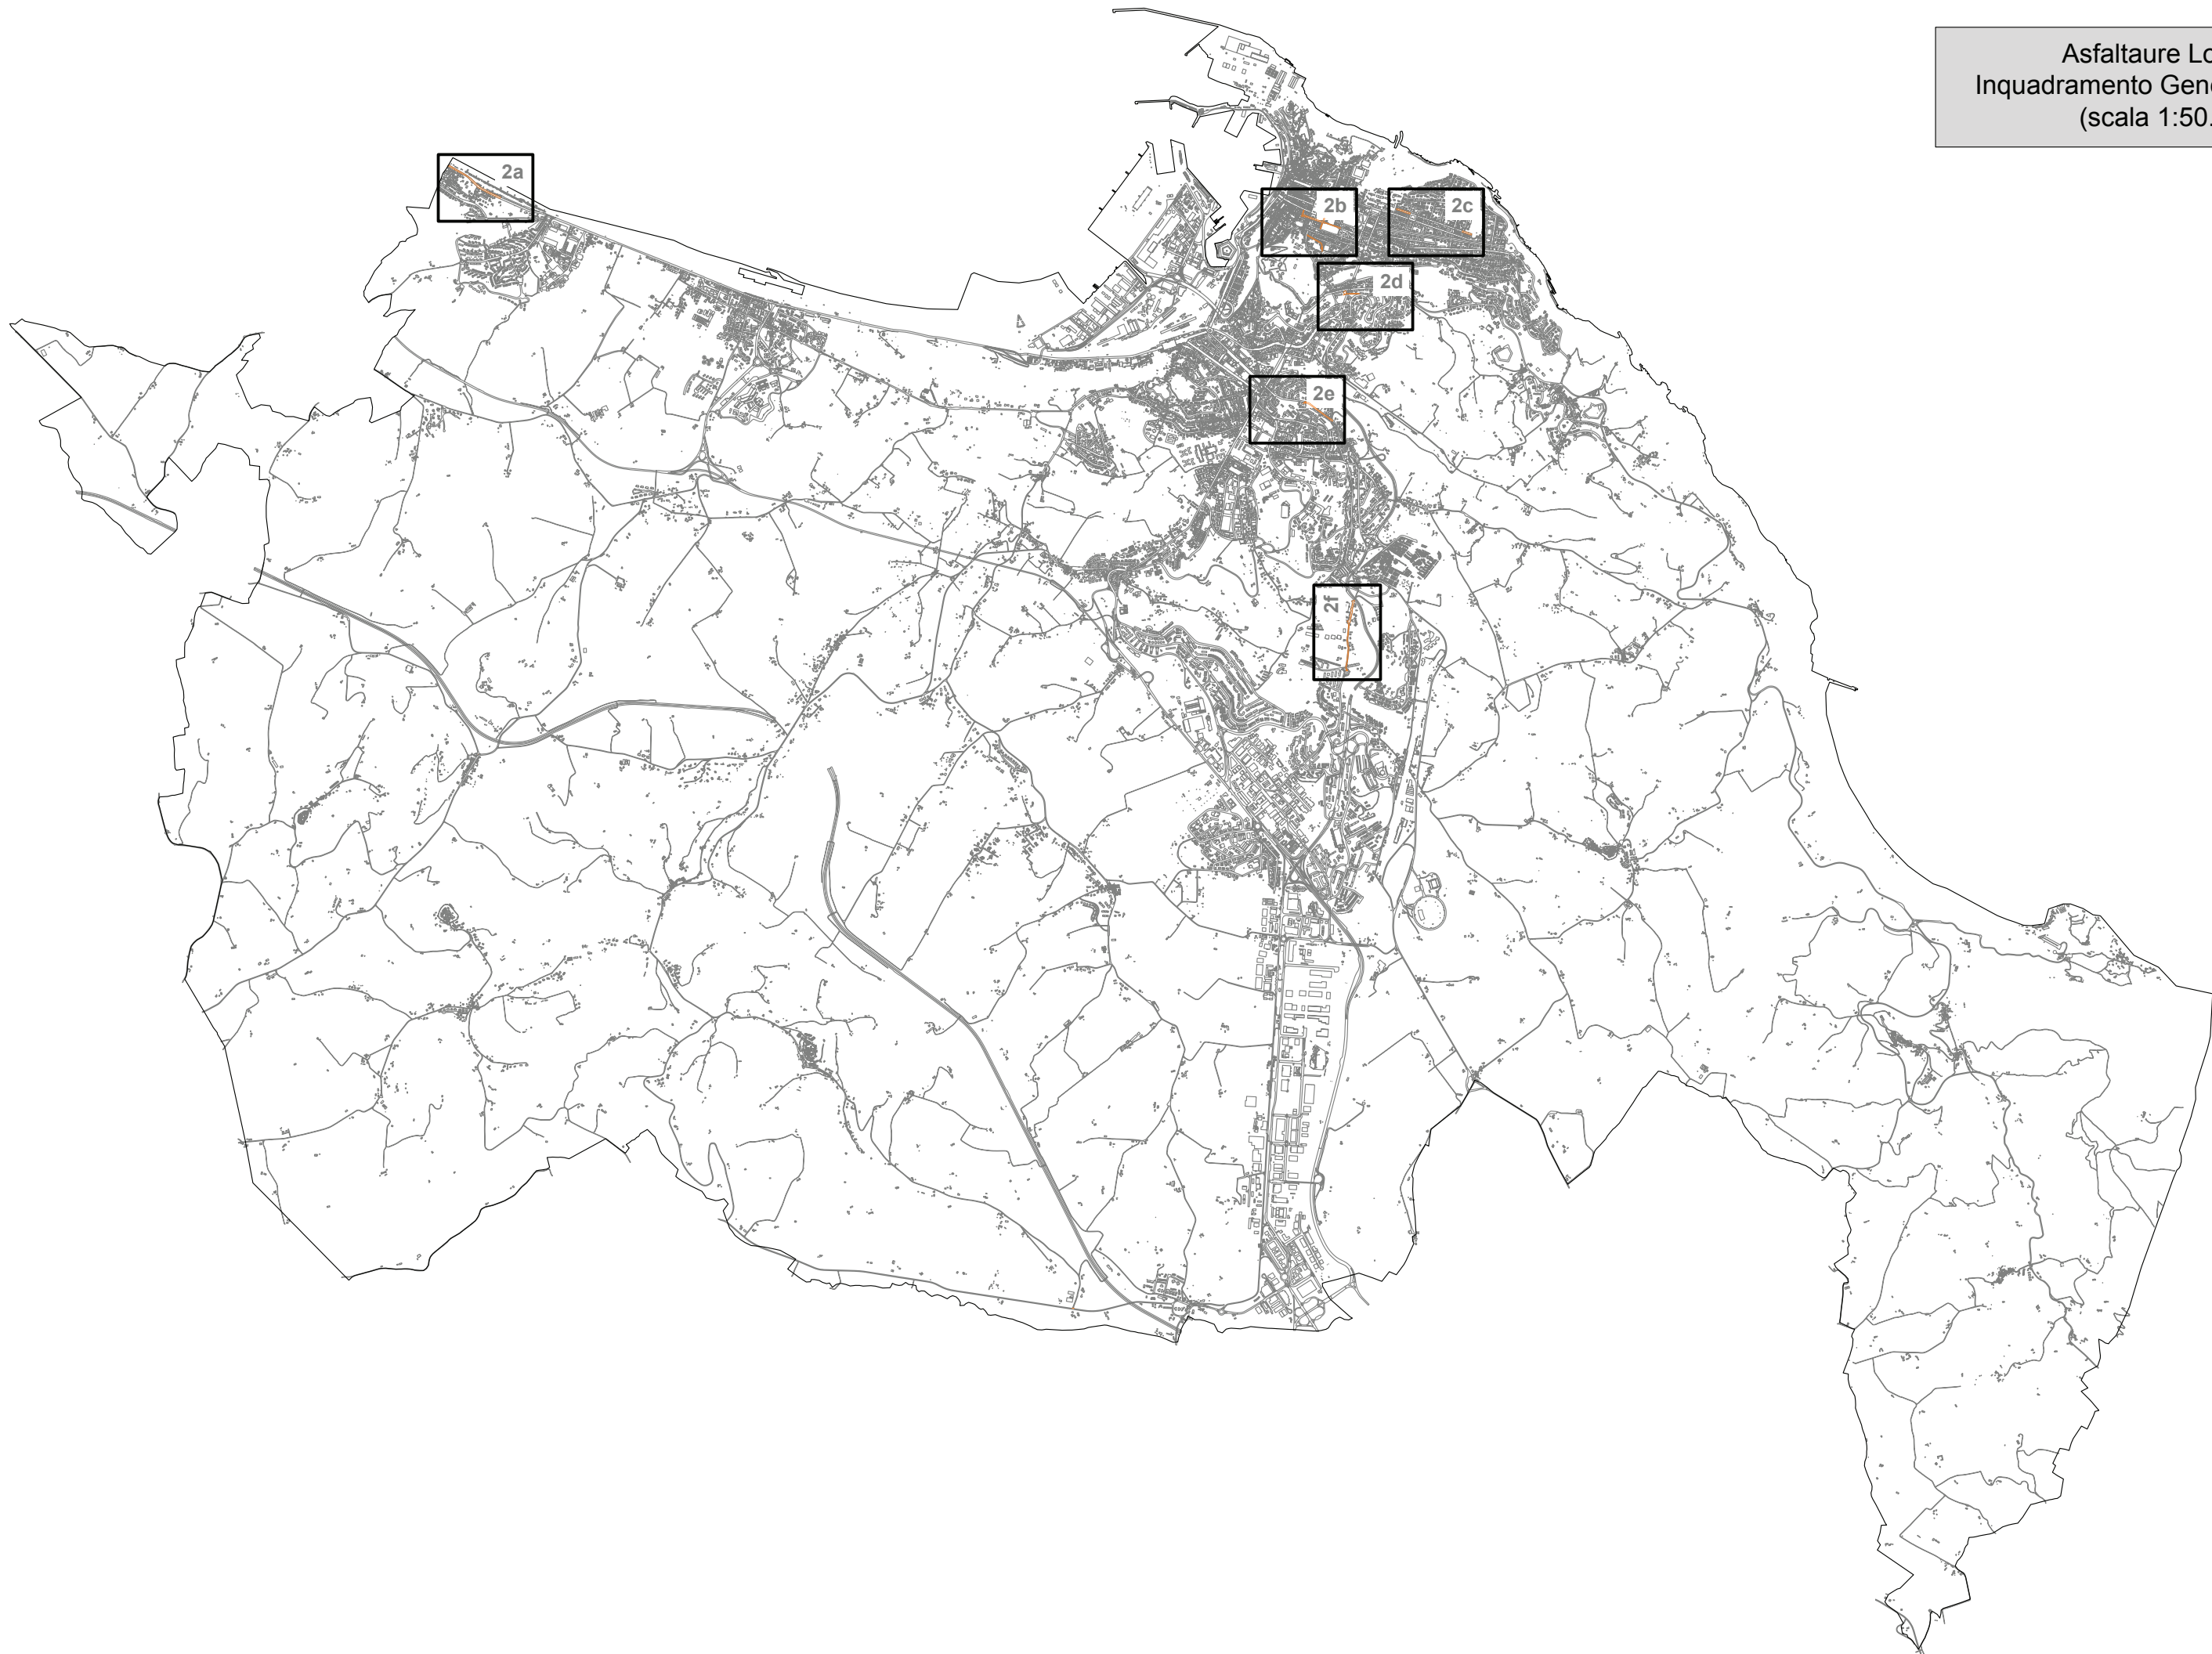 Asfaltaure Lo
Inquadramento Gen
(scala 1:50.
2a
2b
2c
2d
2e
2f